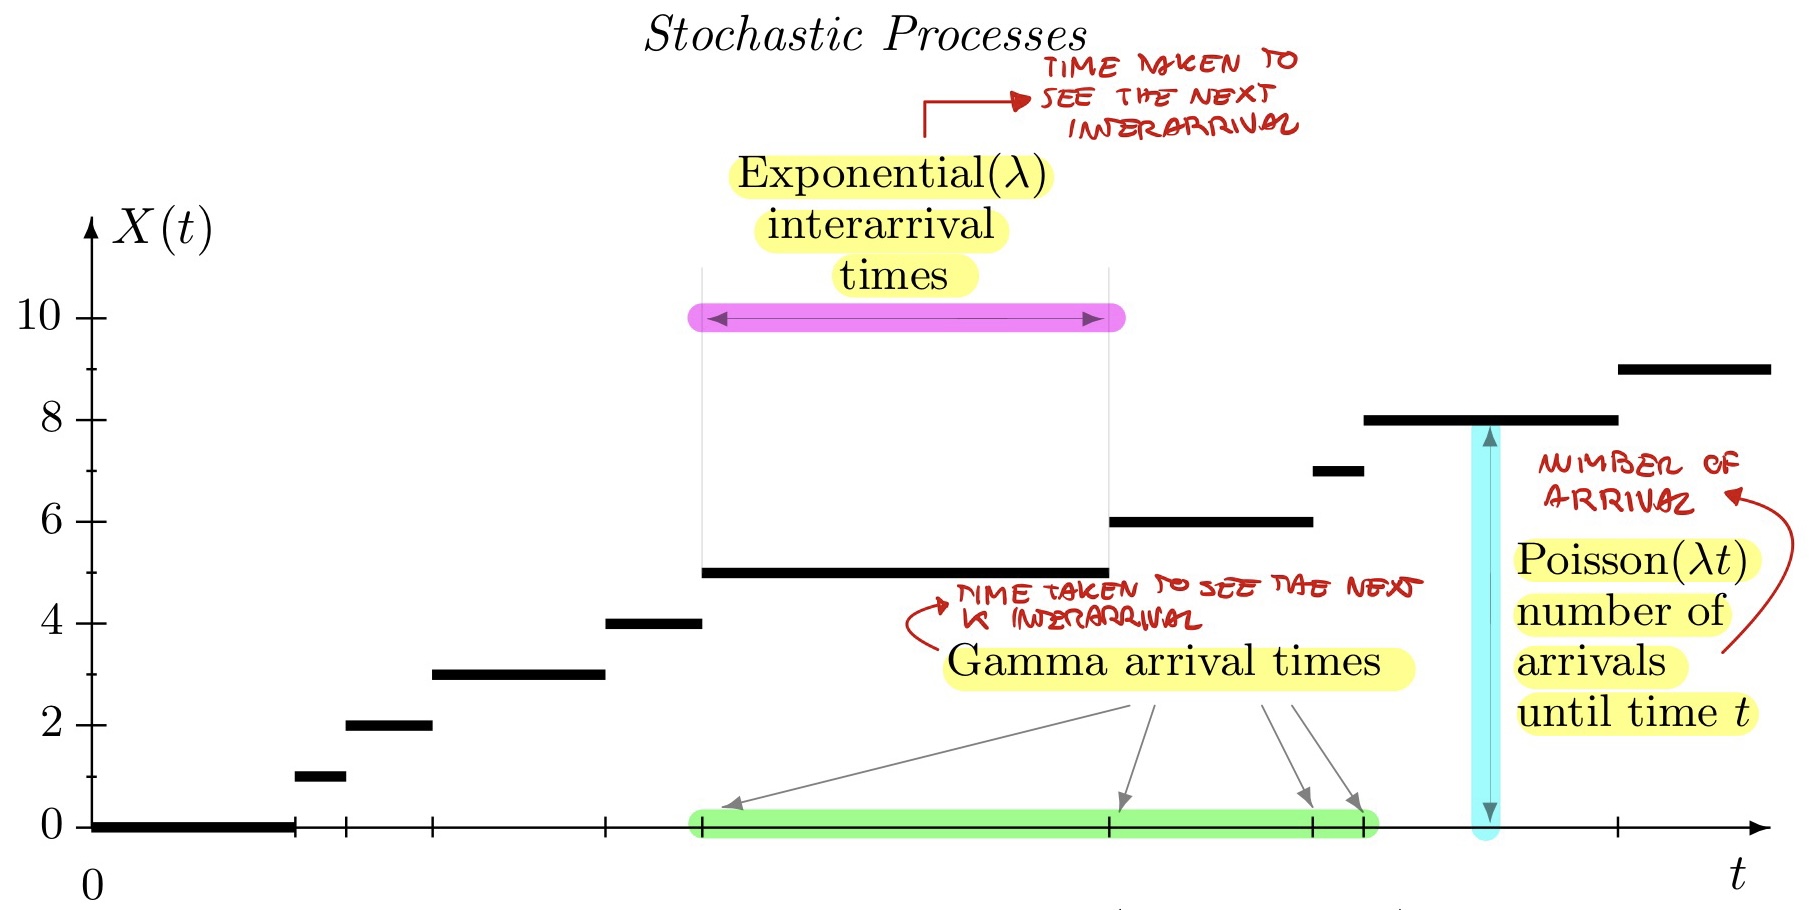 Stochastic Processes
TIME TAKEN TO
SEE THE NEXT
INTERARRIVAL
Exponential(λ)
interarrival
times
X(t)
10
8
6
4
2
0
NUMBER OF
ARRIVAL
Poisson(λt)
number of
arrivals
until time t
TIME TAKEN TO SEE THE NEXT
K INTERARRIVAL
Gamma arrival times
0
t